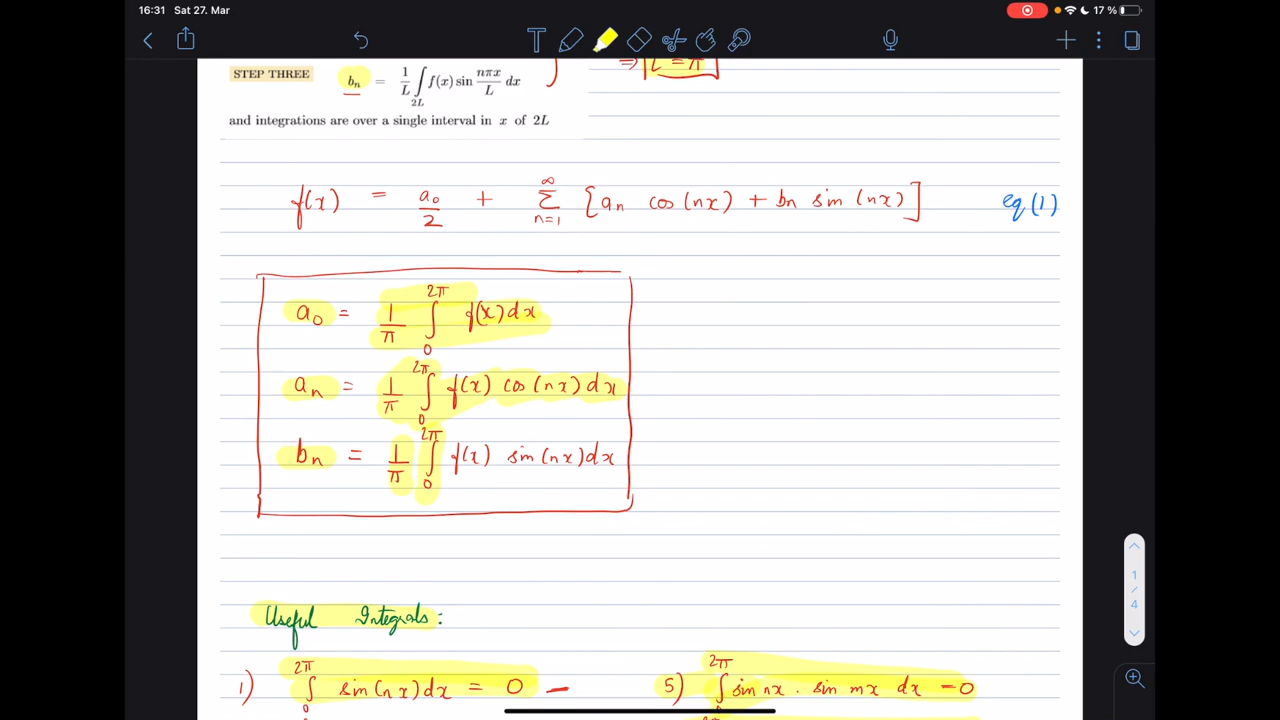 16:31 Sat 27. Mar
17 %
⇒ L = π
STEP THREE bₙ = 1/L ∫_2L f(x) sin nπx/L dx
and integrations are over a single interval in x of 2L
f(x) = a₀/2 + ∑_{n=1}^{∞} [aₙ cos(nx) + bₙ sin(nx)] eq(1)
a₀ = 1/π ∫_0^{2π} f(x)dx
aₙ = 1/π ∫_0^{2π} f(x) cos(nx)dx
bₙ = 1/π ∫_0^{2π} f(x) sin(nx)dx
1
/
4
Useful Integrals:
1) ∫_0^{2π} sin(nx)dx = 0 –
5) ∫^{2π} sin nx . sin mx dx = 0